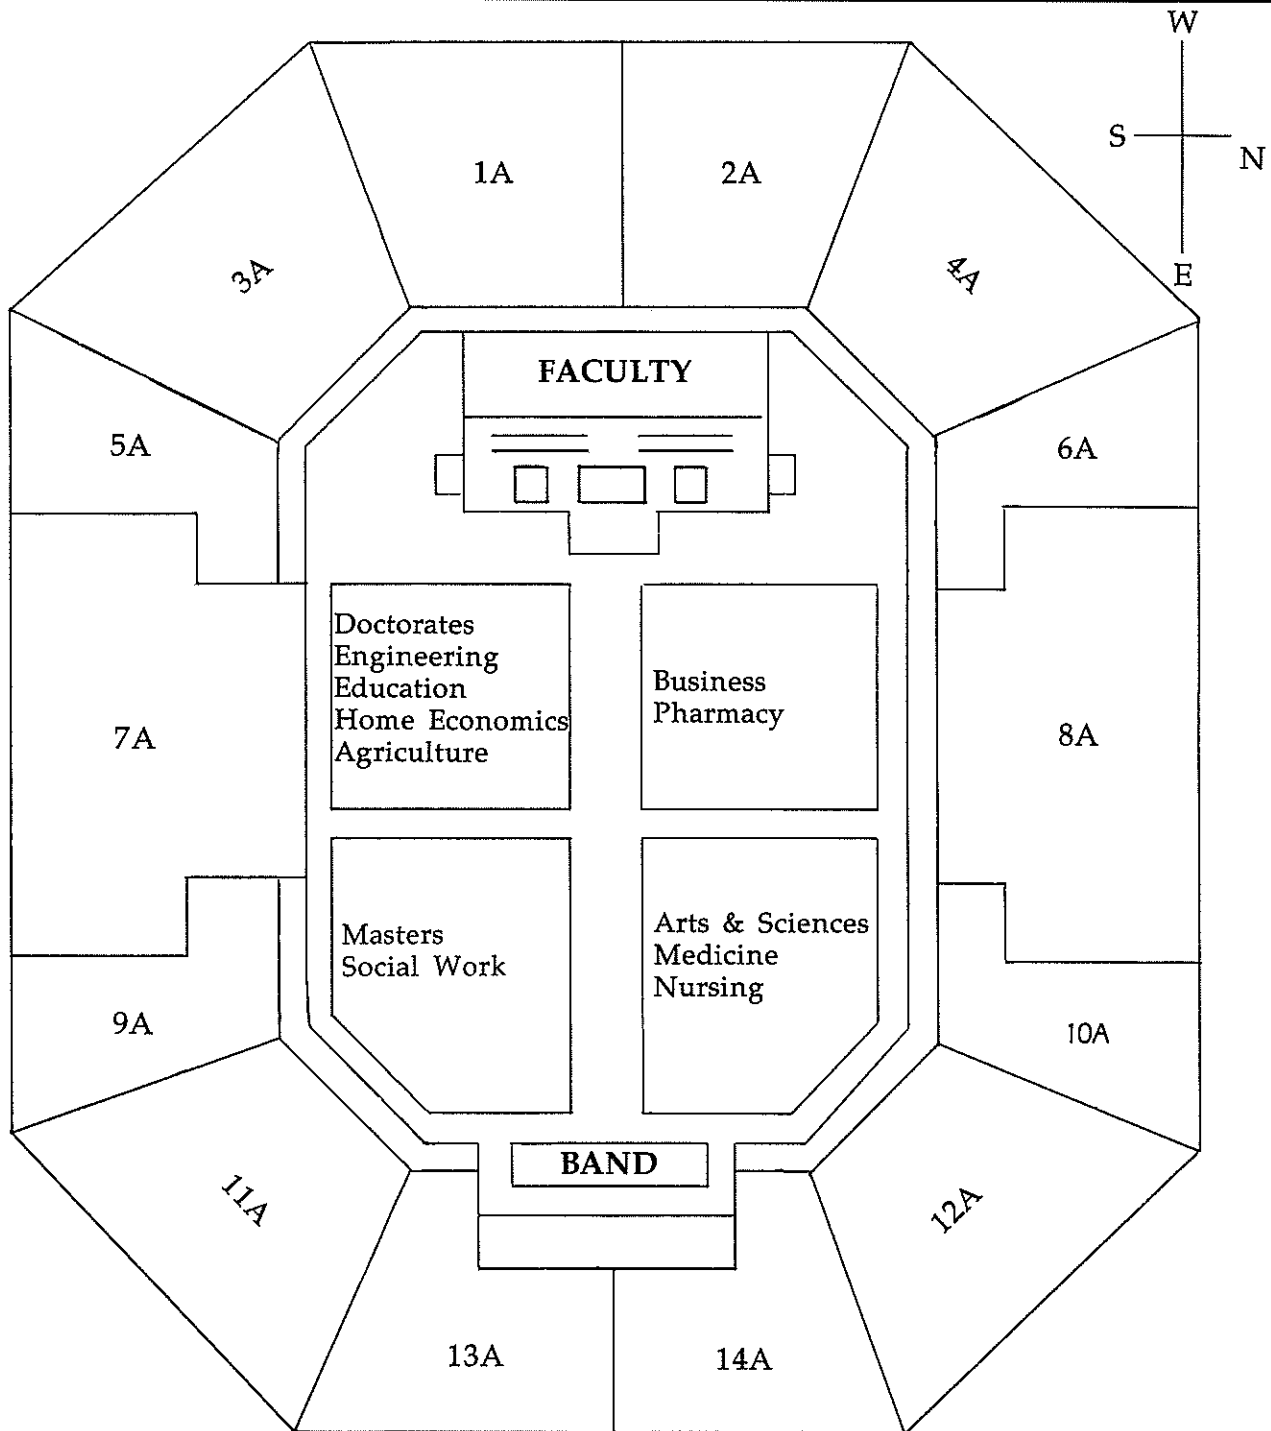 W
S
N
E
1A
2A
3A
4A
FACULTY
5A
6A
Doctorates
Engineering
Education
Home Economics
Agriculture
Business
Pharmacy
7A
8A
Masters
Social Work
Arts & Sciences
Medicine
Nursing
9A
10A
BAND
11A
12A
13A
14A